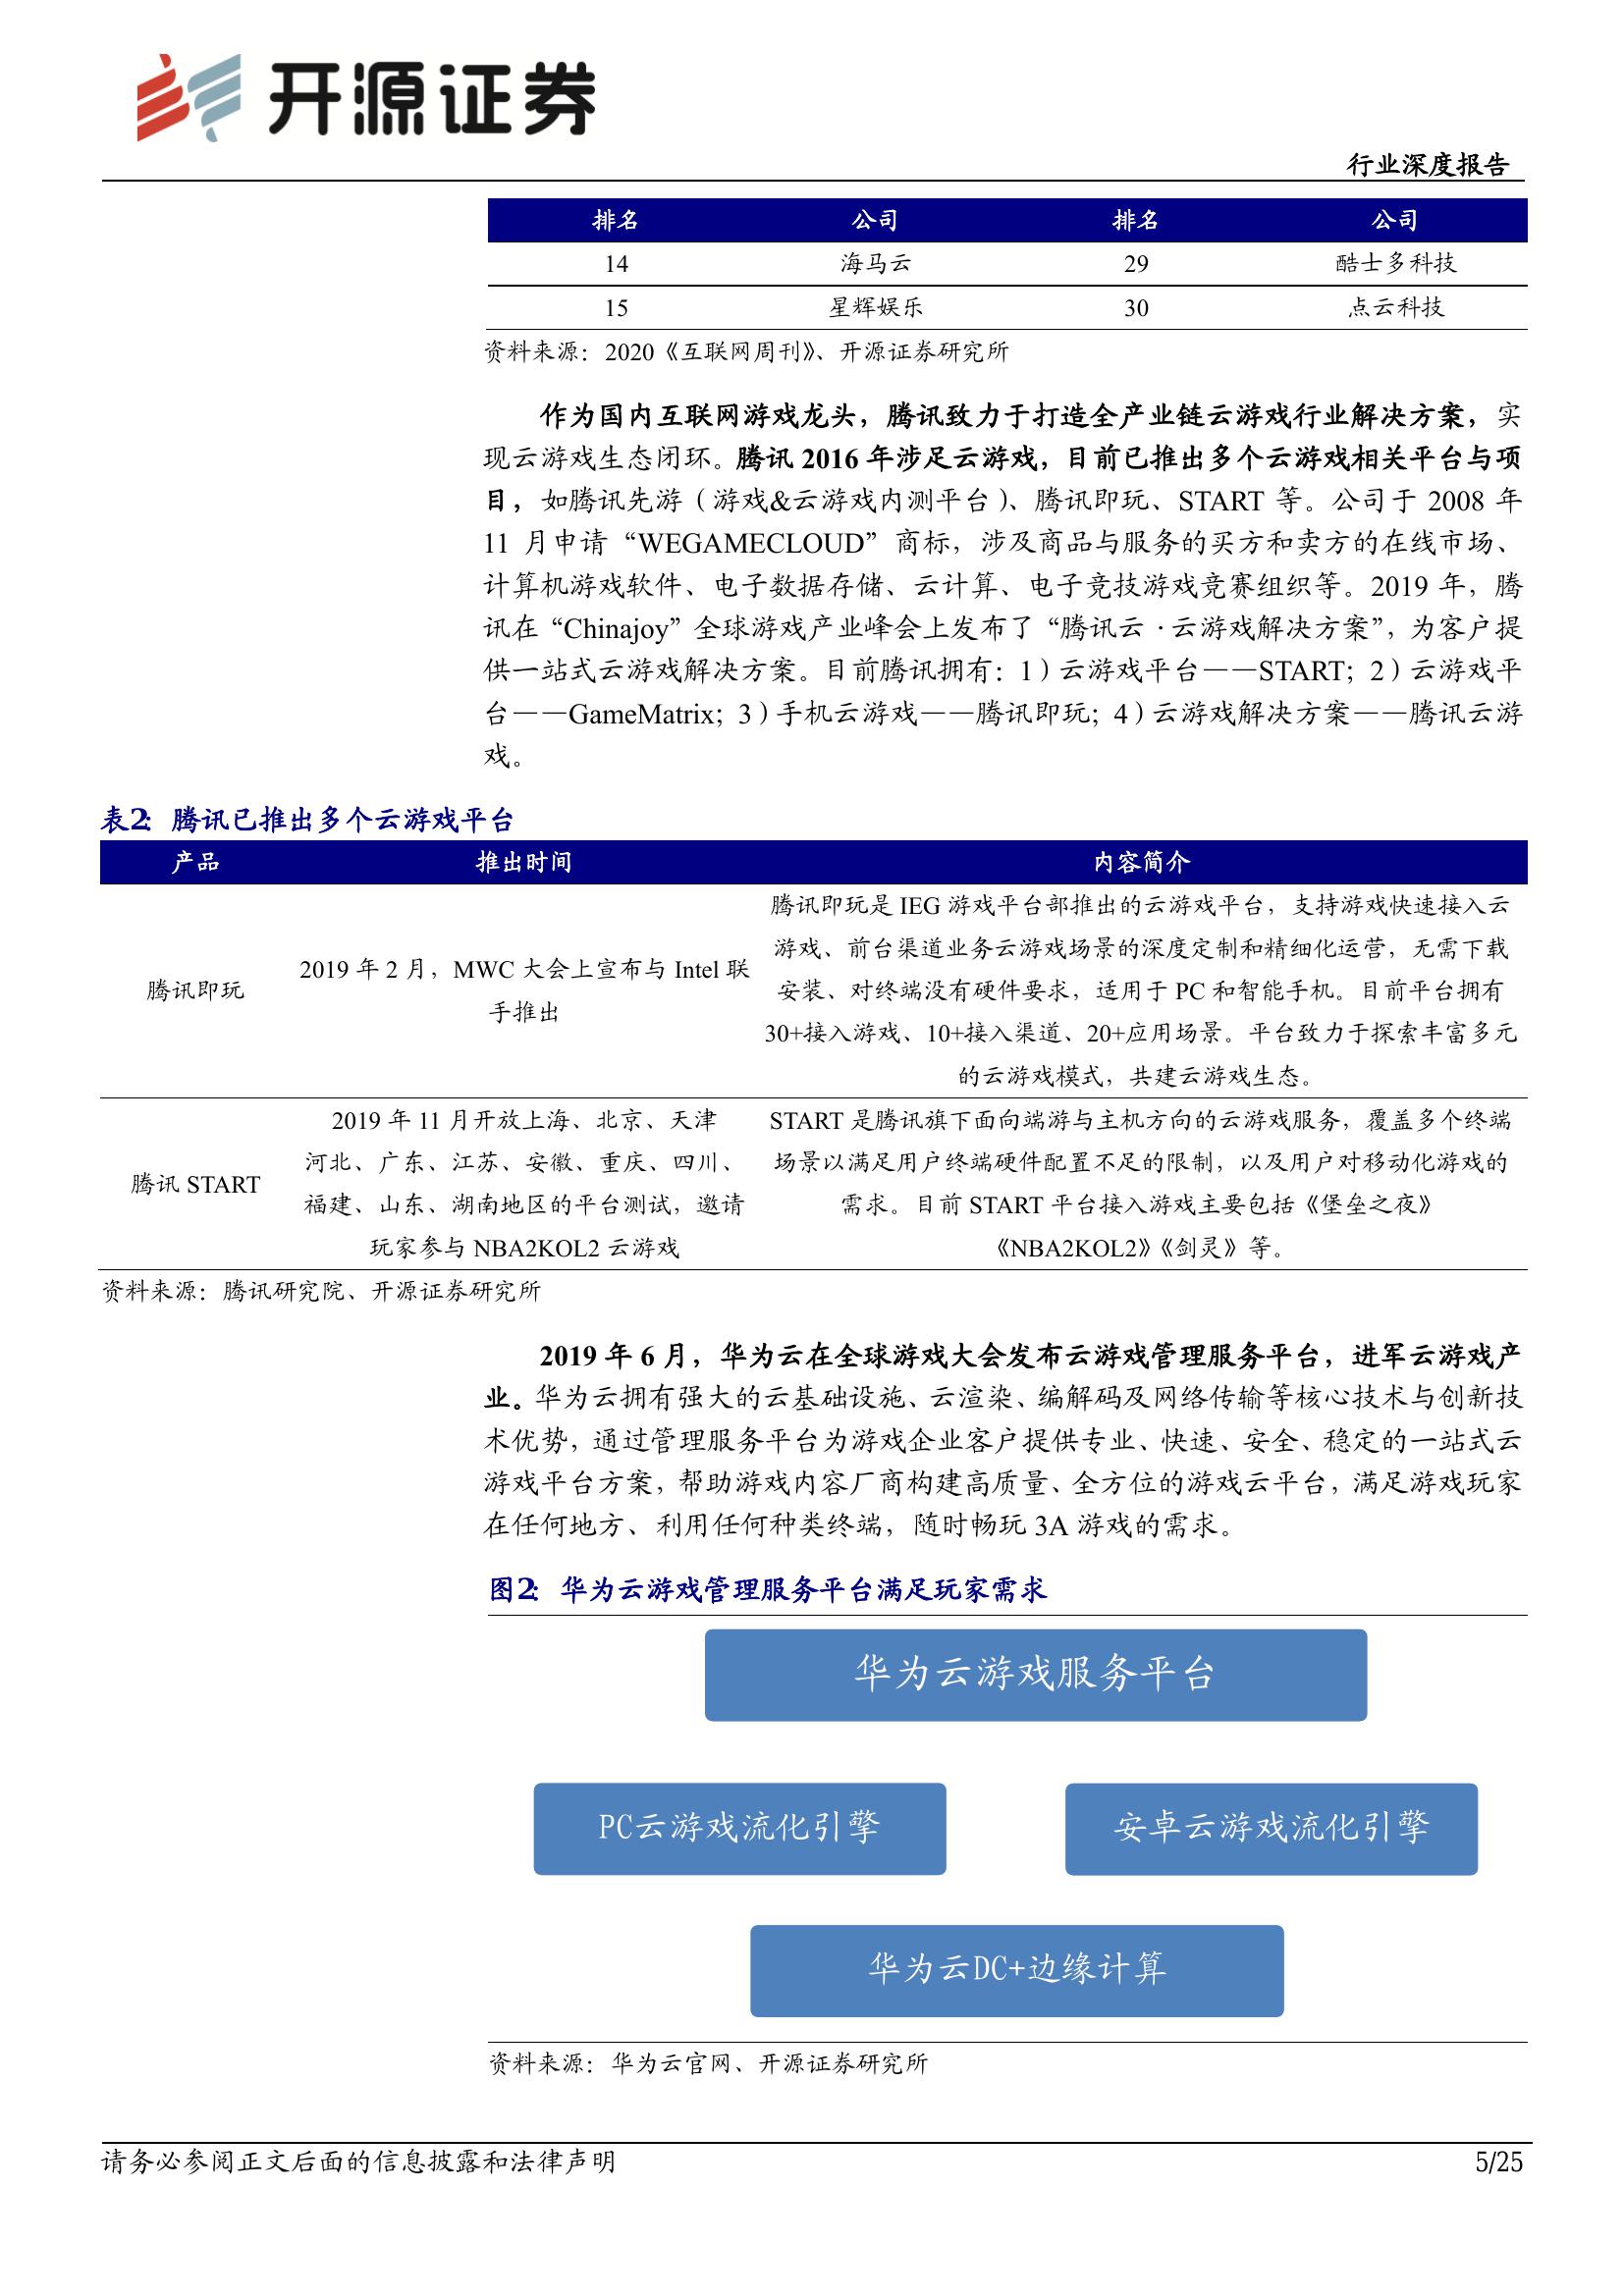 开源证券
行业深度报告
排名 公司 排名 公司
14 海马云 29 酷士多科技
15 星辉娱乐 30 点云科技
资料来源：2020《互联网周刊》、开源证券研究所
作为国内互联网游戏龙头，腾讯致力于打造全产业链云游戏行业解决方案，实
现云游戏生态闭环。腾讯 2016 年涉足云游戏，目前已推出多个云游戏相关平台与项
目，如腾讯先游（游戏&云游戏内测平台）、腾讯即玩、START 等。公司于 2008 年
11 月申请“WEGAMECLOUD”商标，涉及商品与服务的买方和卖方的在线市场、
计算机游戏软件、电子数据存储、云计算、电子竞技游戏竞赛组织等。2019 年，腾
讯在“Chinajoy”全球游戏产业峰会上发布了“腾讯云·云游戏解决方案”，为客户提
供一站式云游戏解决方案。目前腾讯拥有：1）云游戏平台——START；2）云游戏平
台——GameMatrix；3）手机云游戏——腾讯即玩；4）云游戏解决方案——腾讯云游
戏。
表2：腾讯已推出多个云游戏平台
产品 推出时间 内容简介
腾讯即玩
2019 年 2 月，MWC 大会上宣布与 Intel 联
手推出
腾讯即玩是 IEG 游戏平台部推出的云游戏平台，支持游戏快速接入云
游戏、前台渠道业务云游戏场景的深度定制和精细化运营，无需下载
安装、对终端没有硬件要求，适用于 PC 和智能手机。目前平台拥有
30+接入游戏、10+接入渠道、20+应用场景。平台致力于探索丰富多元
的云游戏模式，共建云游戏生态。
腾讯 START
2019 年 11 月开放上海、北京、天津
河北、广东、江苏、安徽、重庆、四川、
福建、山东、湖南地区的平台测试，邀请
玩家参与 NBA2KOL2 云游戏
START 是腾讯旗下面向端游与主机方向的云游戏服务，覆盖多个终端
场景以满足用户终端硬件配置不足的限制，以及用户对移动化游戏的
需求。目前 START 平台接入游戏主要包括《堡垒之夜》
《NBA2KOL2》《剑灵》等。
资料来源：腾讯研究院、开源证券研究所
2019 年 6 月，华为云在全球游戏大会发布云游戏管理服务平台，进军云游戏产
业。华为云拥有强大的云基础设施、云渲染、编解码及网络传输等核心技术与创新技
术优势，通过管理服务平台为游戏企业客户提供专业、快速、安全、稳定的一站式云
游戏平台方案，帮助游戏内容厂商构建高质量、全方位的游戏云平台，满足游戏玩家
在任何地方、利用任何种类终端，随时畅玩 3A 游戏的需求。
图2：华为云游戏管理服务平台满足玩家需求
华为云游戏服务平台
PC云游戏流化引擎 安卓云游戏流化引擎
华为云DC+边缘计算
资料来源：华为云官网、开源证券研究所
请务必参阅正文后面的信息披露和法律声明 5/25